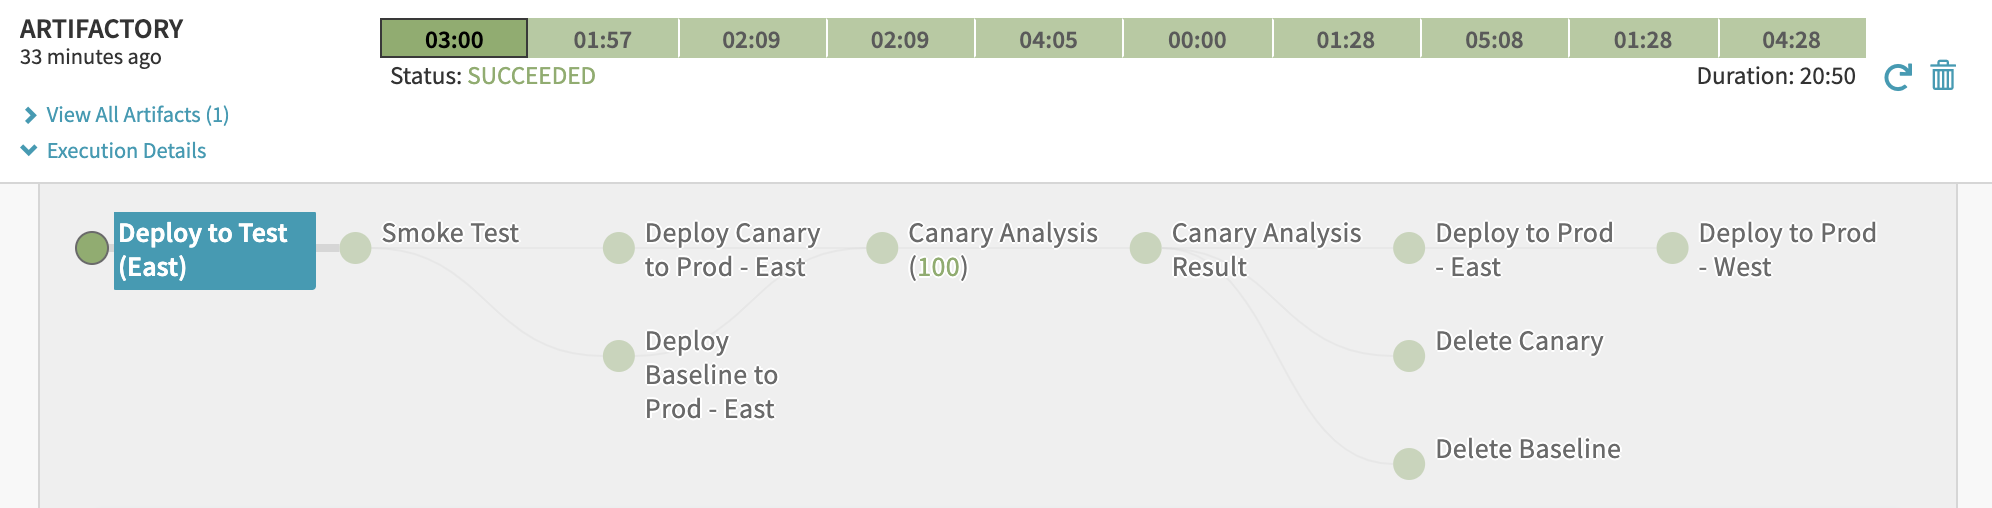 ARTIFACTORY
33 minutes ago
03:00 01:57 02:09 02:09 04:05 00:00 01:28 05:08 01:28 04:28
Status: SUCCEEDED
Duration: 20:50
View All Artifacts (1)
Execution Details
Deploy to Test
(East)
Smoke Test
Deploy Canary
to Prod - East
Canary Analysis
(100)
Canary Analysis
Result
Deploy to Prod
- East
Deploy to Prod
- West
Deploy
Baseline to
Prod - East
Delete Canary
Delete Baseline